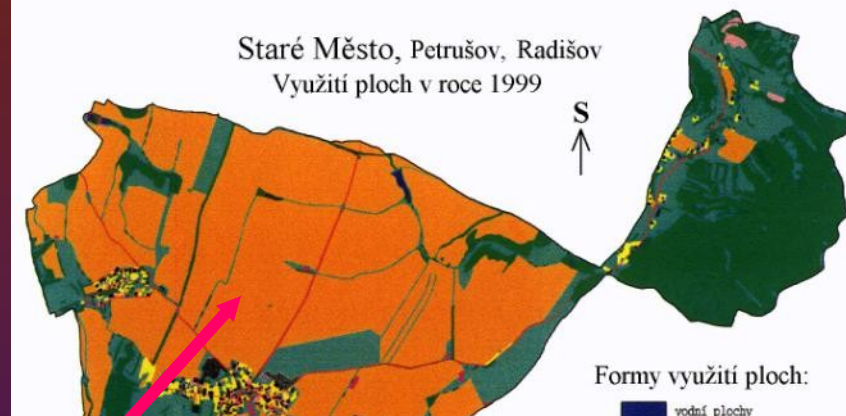 Staré Město, Petrušov, Radišov
Využití ploch v roce 1999
S
Formy využití ploch:
vodní plochy